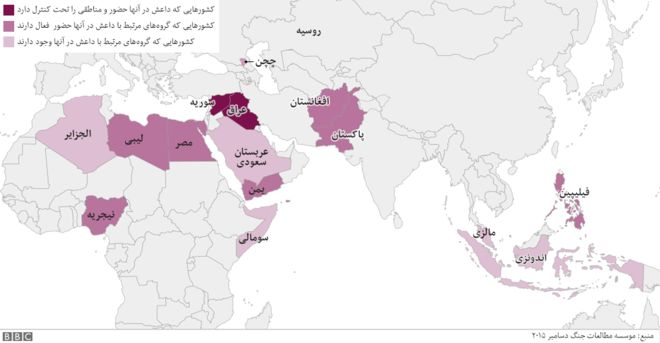 کشورهایی که داعش در آنها حضور و مناطقی را تحت کنترل دارد
کشورهایی که گروه‌های مرتبط با داعش در آنها حضور فعال دارند
کشورهایی که گروه‌های مرتبط با داعش در آنها وجود دارند
روسیه
چچن
سوریه
عراق
افغانستان
پاکستان
الجزایر
لیبی
مصر
عربستان
سعودی
یمن
نیجریه
سومالی
فیلیپین
مالزی
اندونزی
منبع: موسسه مطالعات جنگ دسامبر ۲۰۱۵
BBC